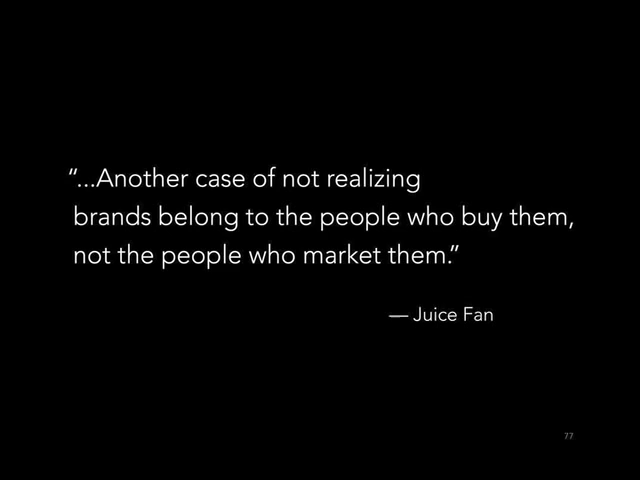 “...Another case of not realizing
brands belong to the people who buy them,
not the people who market them.”
— Juice Fan
77